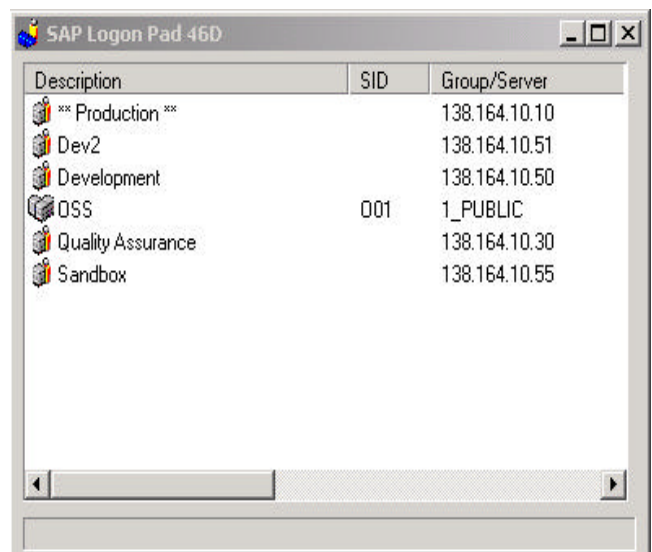 SAP Logon Pad 46D
Description SID Group/Server
** Production ** 138.164.10.10
Dev2 138.164.10.51
Development 138.164.10.50
OSS O01 1_PUBLIC
Quality Assurance 138.164.10.30
Sandbox 138.164.10.55